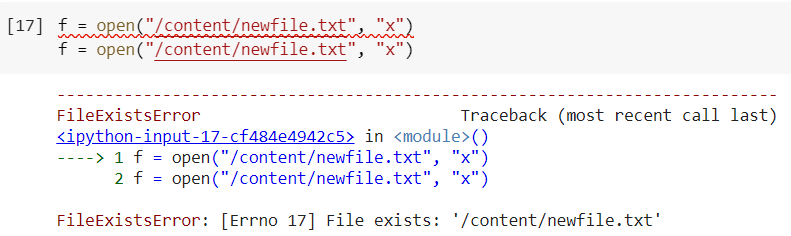 [17] f = open("/content/newfile.txt", "x")
f = open("/content/newfile.txt", "x")
---------------------------------------------------------------------------
FileExistsError                           Traceback (most recent call last)
<ipython-input-17-cf484e4942c5> in <module>()
----> 1 f = open("/content/newfile.txt", "x")
      2 f = open("/content/newfile.txt", "x")
FileExistsError: [Errno 17] File exists: '/content/newfile.txt'